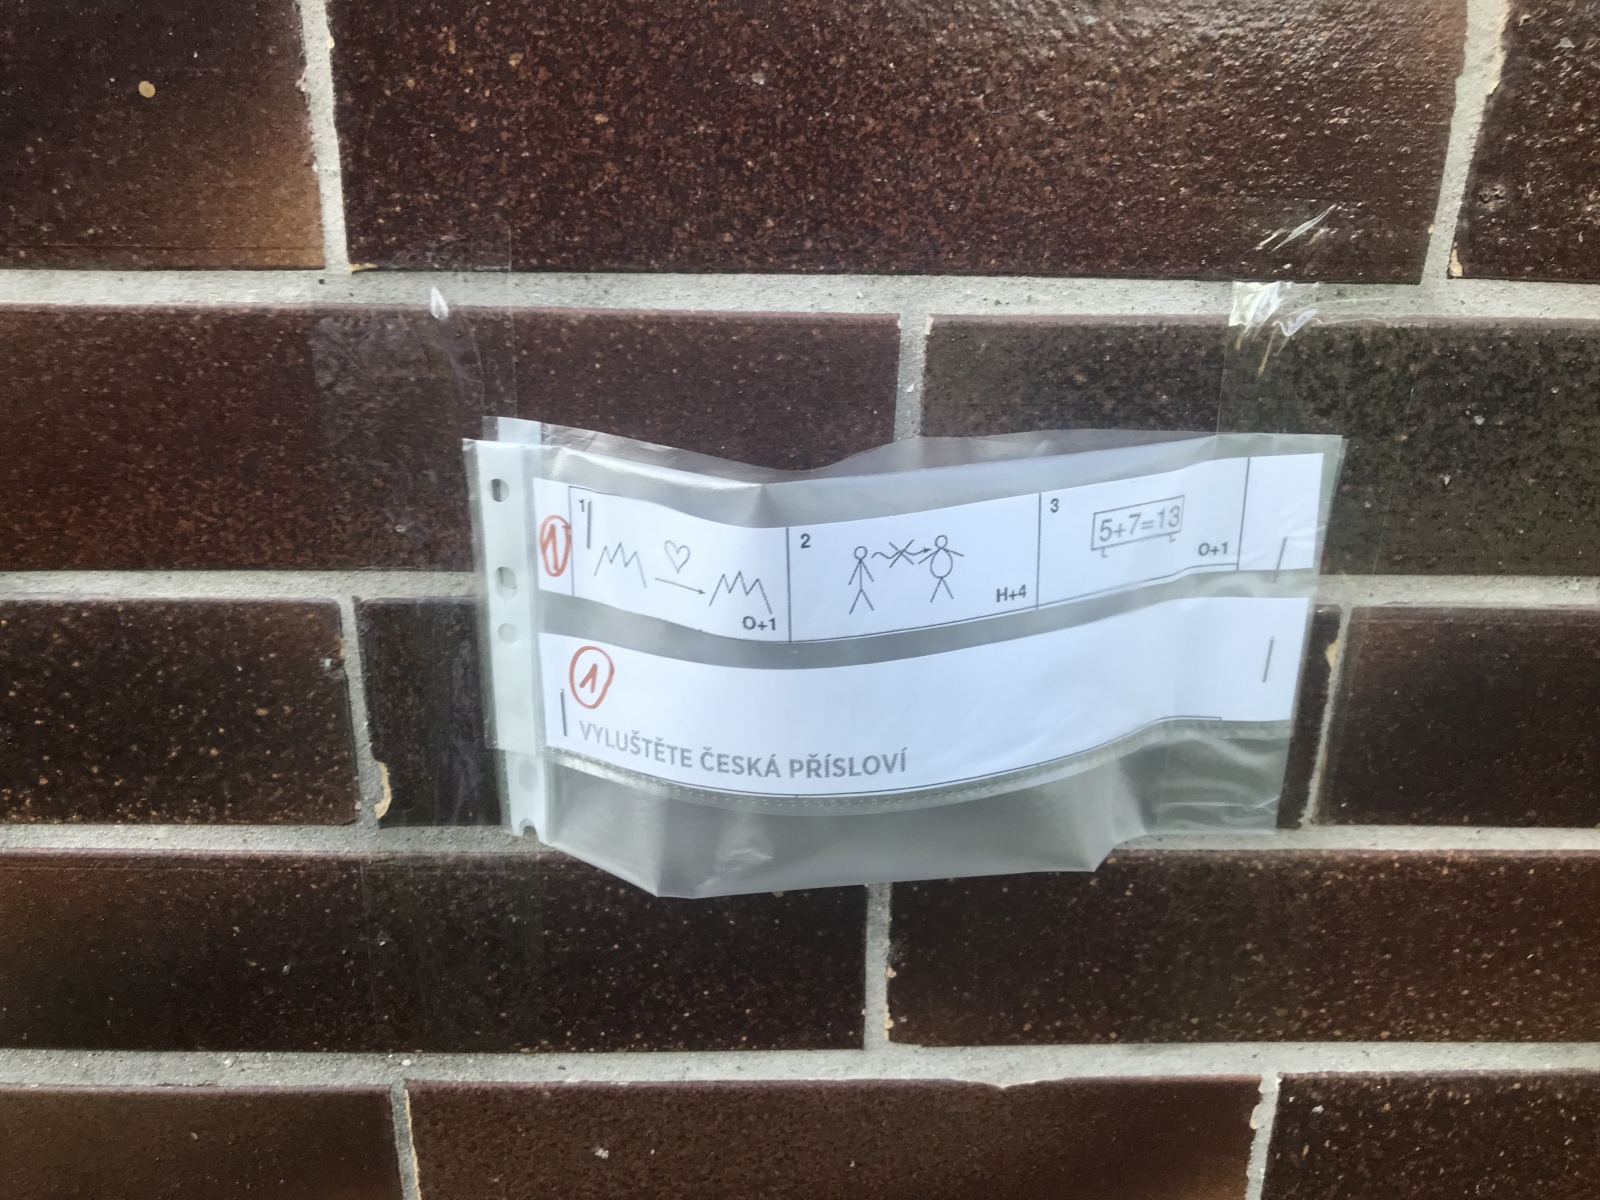 1
1
O+1
2
H+4
3
5+7=13
O+1
1
VYLUŠTĚTE ČESKÁ PŘÍSLOVÍ